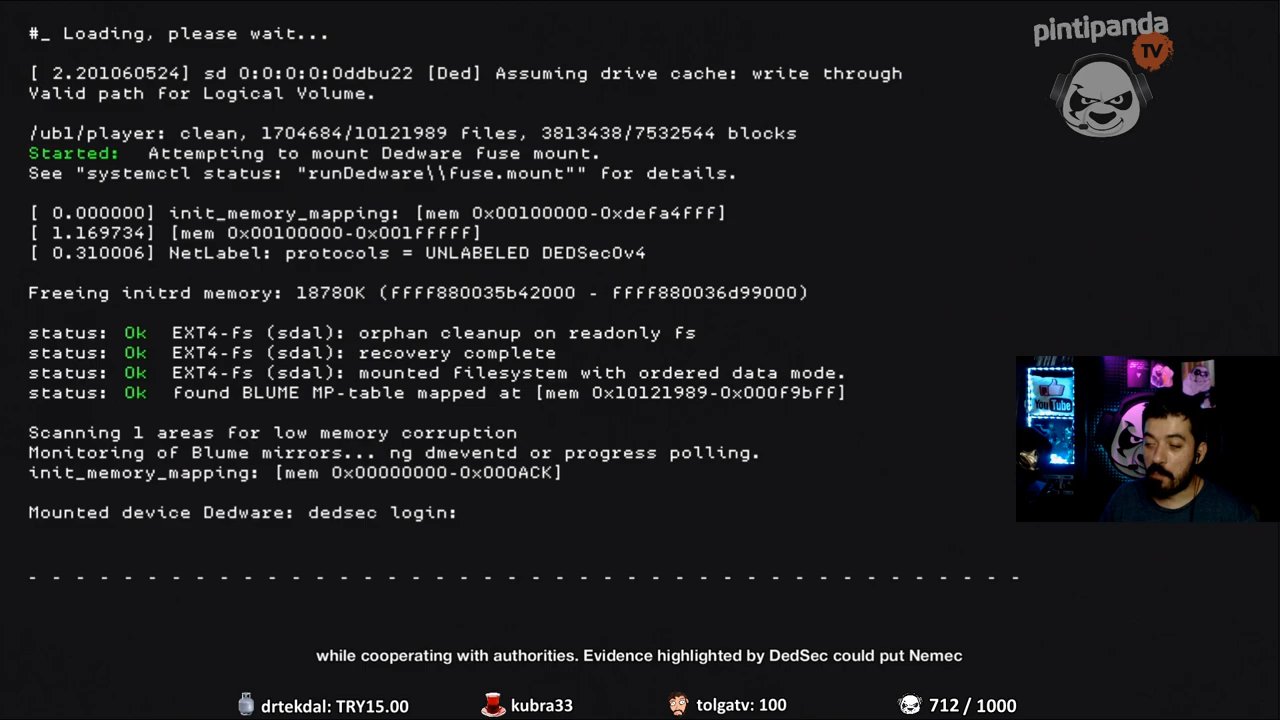 #_ Loading, please wait...
pintipanda
TV
[ 2.201060524] sd 0:0:0:0:0ddbu22 [Ded] Assuming drive cache: write through
Valid path for Logical Volume.
/ubl/player: clean, 1704684/10121989 files, 3813438/7532544 blocks
Started: Attempting to mount Dedware fuse mount.
See "systemctl status: "runDedware\\fuse.mount"" for details.
[ 0.000000] init_memory_mapping: [mem 0x00100000-0xdefa4fff]
[ 1.169734] [mem 0x00100000-0x001fffff]
[ 0.310006] NetLabel: protocols = UNLABELED DEDSecOv4
Freeing initrd memory: 18780K (ffff880035b42000 - ffff880036d99000)
status: Ok EXT4-fs (sdal): orphan cleanup on readonly fs
status: Ok EXT4-fs (sdal): recovery complete
status: Ok EXT4-fs (sdal): mounted filesystem with ordered data mode.
status: Ok found BLUME MP-table mapped at [mem 0x10121989-0x000f9bff]
YouTube
Scanning 1 areas for low memory corruption
Monitoring of Blume mirrors... ng dmeventd or progress polling.
init_memory_mapping: [mem 0x00000000-0x000ACK]
Mounted device Dedware: dedsec login:
- - - - - - - - - - - - - - - - - - - - - - - - - - - - - - - - - - - - - - - - - -
while cooperating with authorities. Evidence highlighted by DedSec could put Nemec
drtekdal: TRY15.00
kubra33
tolgatv: 100
712 / 1000